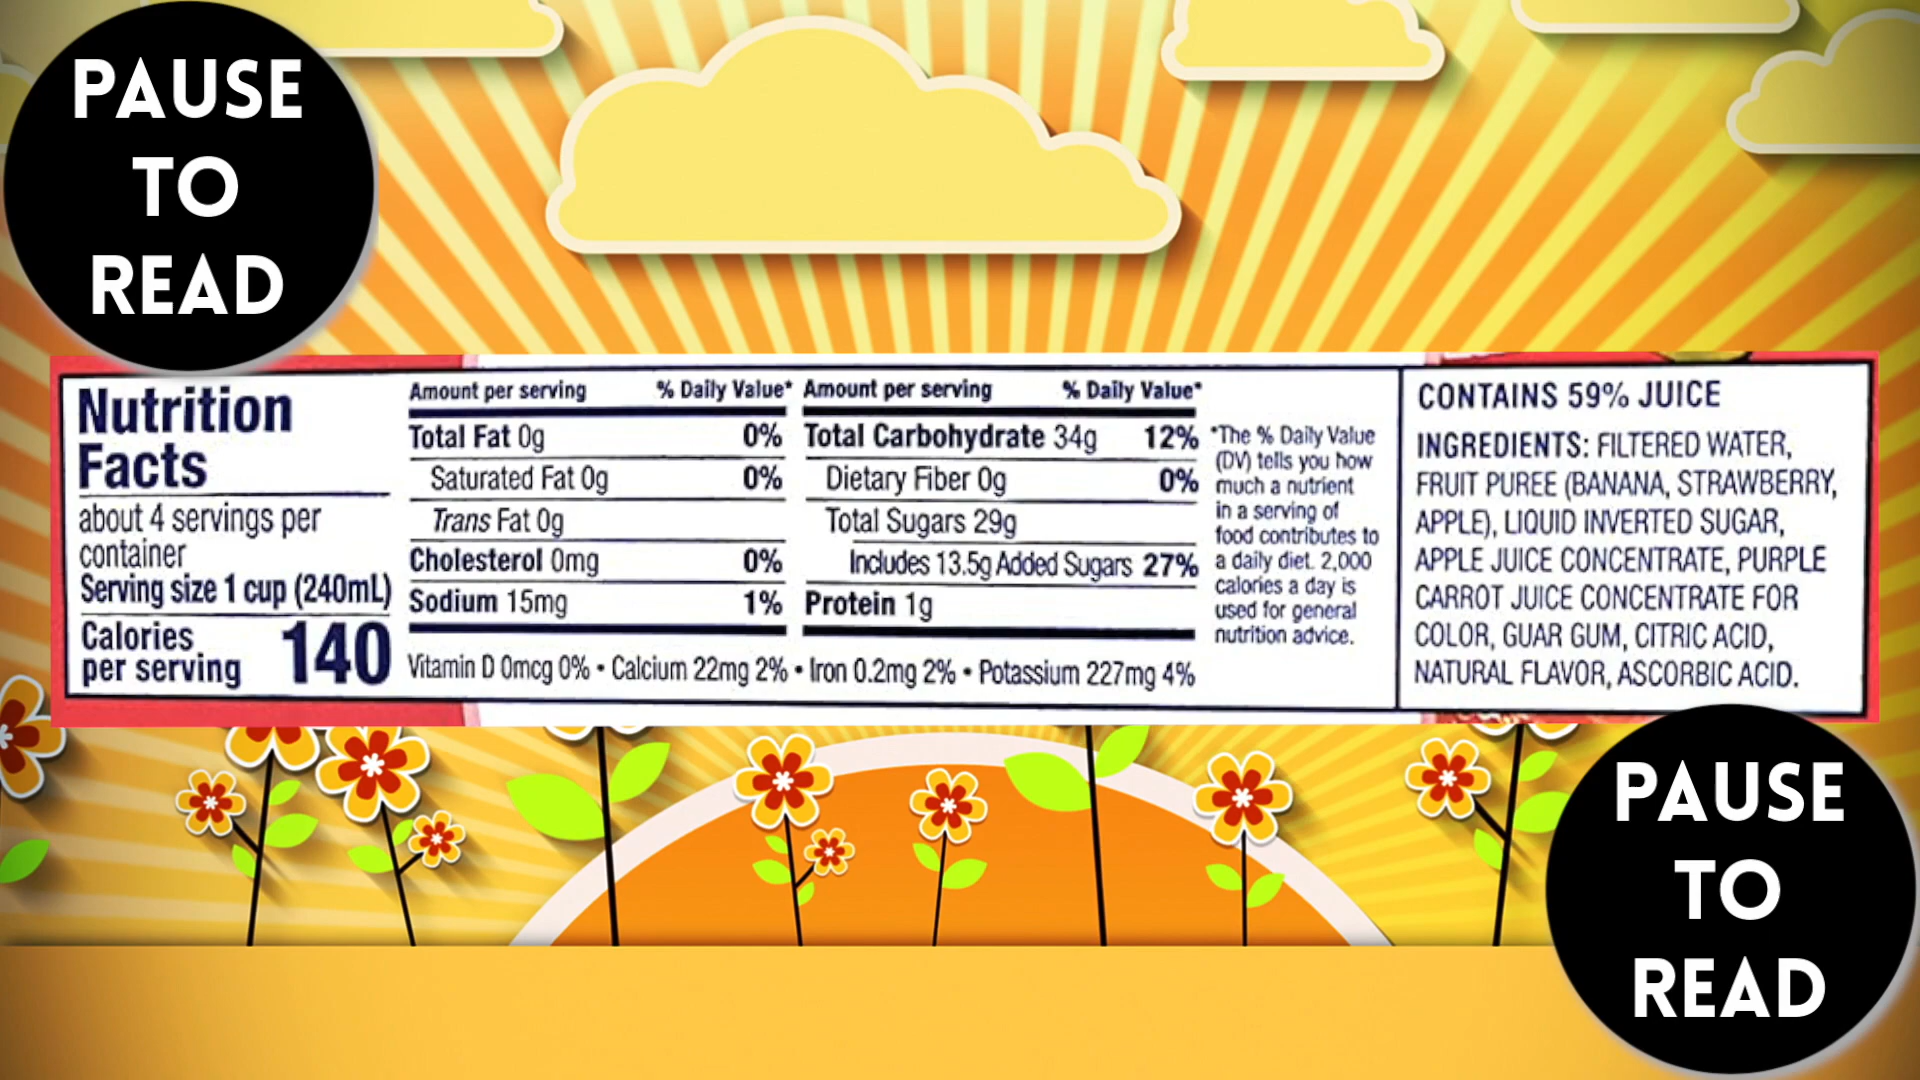 PAUSE
TO
READ
Nutrition
Facts
about 4 servings per
container
Serving size 1 cup (240mL)
Calories
per serving 140
Amount per serving % Daily Value*
Total Fat 0g 0%
Saturated Fat 0g 0%
Trans Fat 0g
Cholesterol 0mg 0%
Sodium 15mg 1%
Amount per serving % Daily Value*
Total Carbohydrate 34g 12%
Dietary Fiber 0g 0%
Total Sugars 29g
Includes 13.5g Added Sugars 27%
Protein 1g
Vitamin D 0mcg 0% • Calcium 22mg 2% • Iron 0.2mg 2% • Potassium 227mg 4%
*The % Daily Value
(DV) tells you how
much a nutrient
in a serving of
food contributes to
a daily diet. 2,000
calories a day is
used for general
nutrition advice.
CONTAINS 59% JUICE
INGREDIENTS: FILTERED WATER,
FRUIT PUREE (BANANA, STRAWBERRY,
APPLE), LIQUID INVERTED SUGAR,
APPLE JUICE CONCENTRATE, PURPLE
CARROT JUICE CONCENTRATE FOR
COLOR, GUAR GUM, CITRIC ACID,
NATURAL FLAVOR, ASCORBIC ACID.
PAUSE
TO
READ